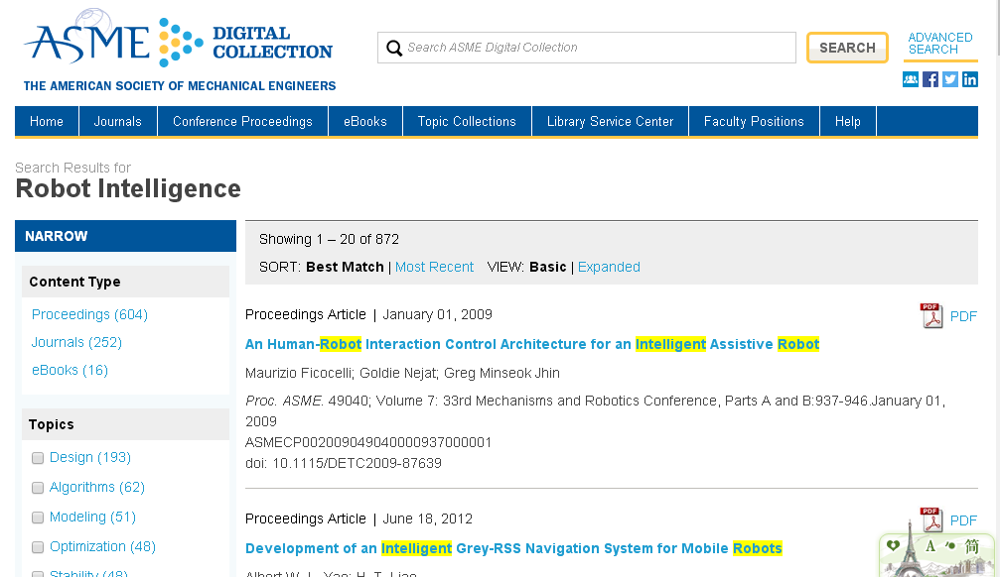 ASME DIGITAL COLLECTION
THE AMERICAN SOCIETY OF MECHANICAL ENGINEERS
Search ASME Digital Collection
SEARCH
ADVANCED
SEARCH
Home Journals Conference Proceedings eBooks Topic Collections Library Service Center Faculty Positions Help
Search Results for
Robot Intelligence
NARROW
Content Type
Proceedings (604)
Journals (252)
eBooks (16)
Topics
Design (193)
Algorithms (62)
Modeling (51)
Optimization (48)
Stability (48)
Showing 1 – 20 of 872
SORT: Best Match | Most Recent VIEW: Basic | Expanded
Proceedings Article | January 01, 2009
PDF
An Human-Robot Interaction Control Architecture for an Intelligent Assistive Robot
Maurizio Ficocelli; Goldie Nejat; Greg Minseok Jhin
Proc. ASME. 49040; Volume 7: 33rd Mechanisms and Robotics Conference, Parts A and B:937-946.January 01,
2009
ASMECP002009049040000937000001
doi: 10.1115/DETC2009-87639
Proceedings Article | June 18, 2012
PDF
Development of an Intelligent Grey-RSS Navigation System for Mobile Robots
A 简